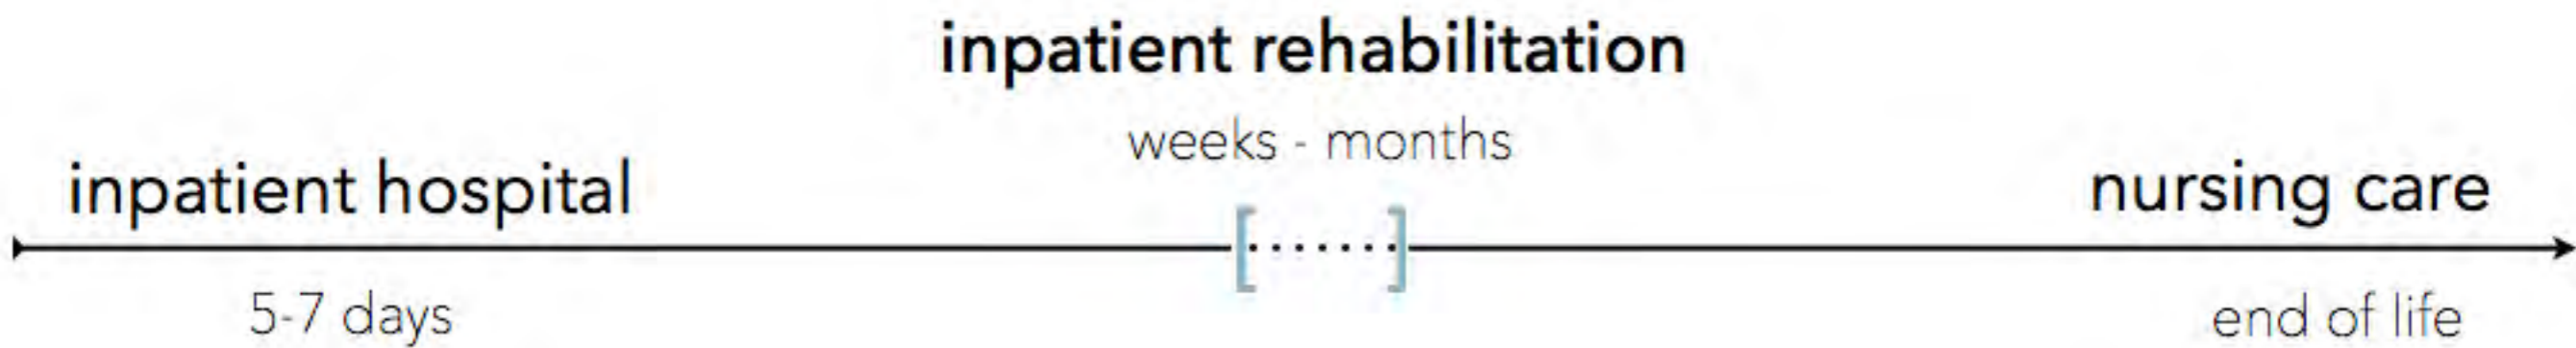 inpatient rehabilitation
weeks - months
inpatient hospital
nursing care
[.......]
5-7 days
end of life